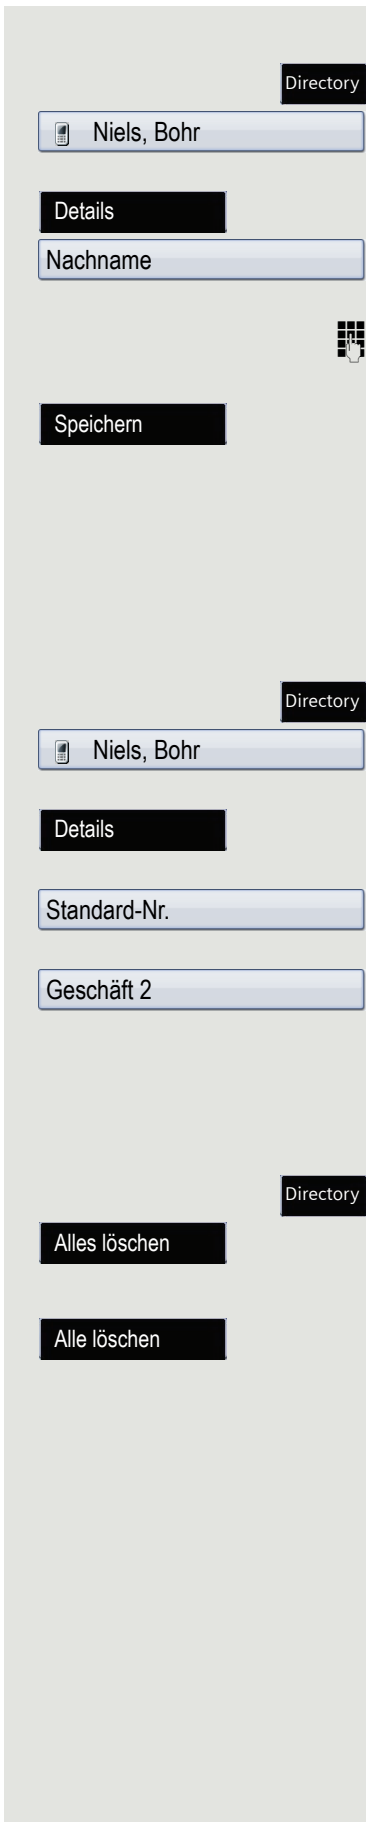 Directory
Niels, Bohr
Details
Nachname
Speichern
Directory
Niels, Bohr
Details
Standard-Nr.
Geschäft 2
Directory
Alles löschen
Alle löschen